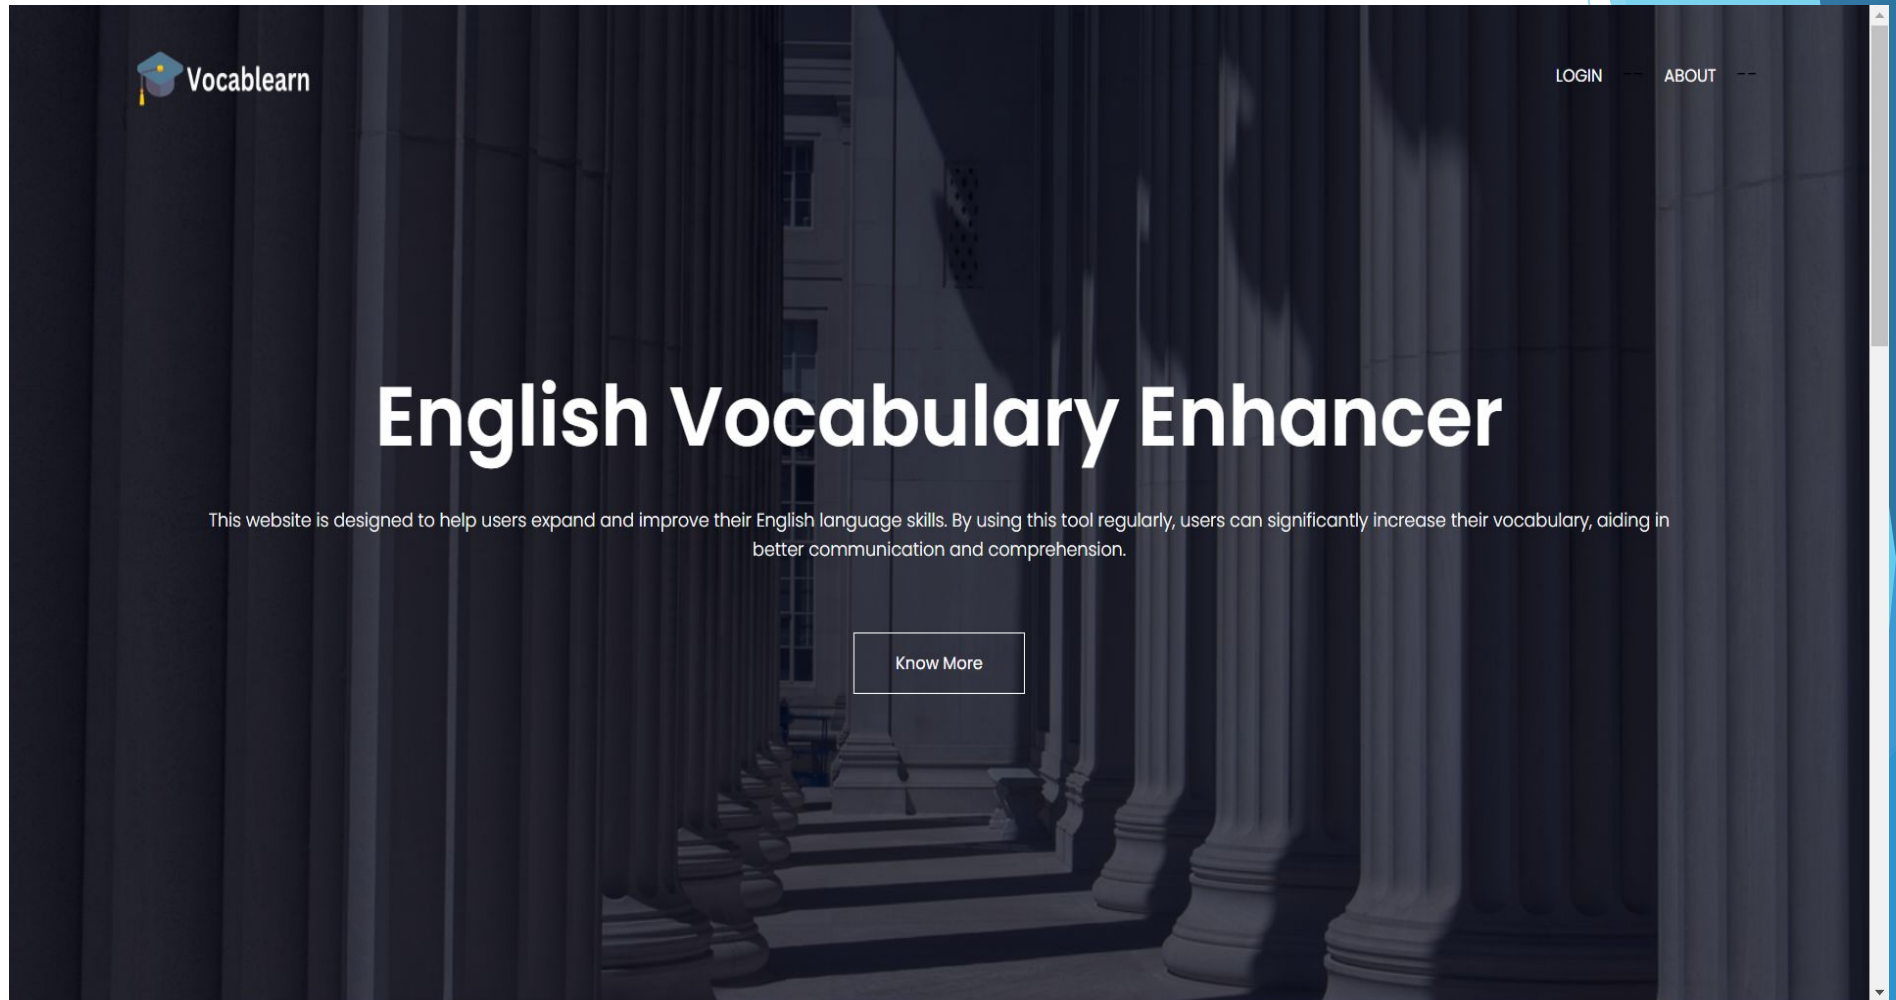 Vocablearn
LOGIN -- ABOUT --
English Vocabulary Enhancer
This website is designed to help users expand and improve their English language skills. By using this tool regularly, users can significantly increase their vocabulary, aiding in
better communication and comprehension.
Know More